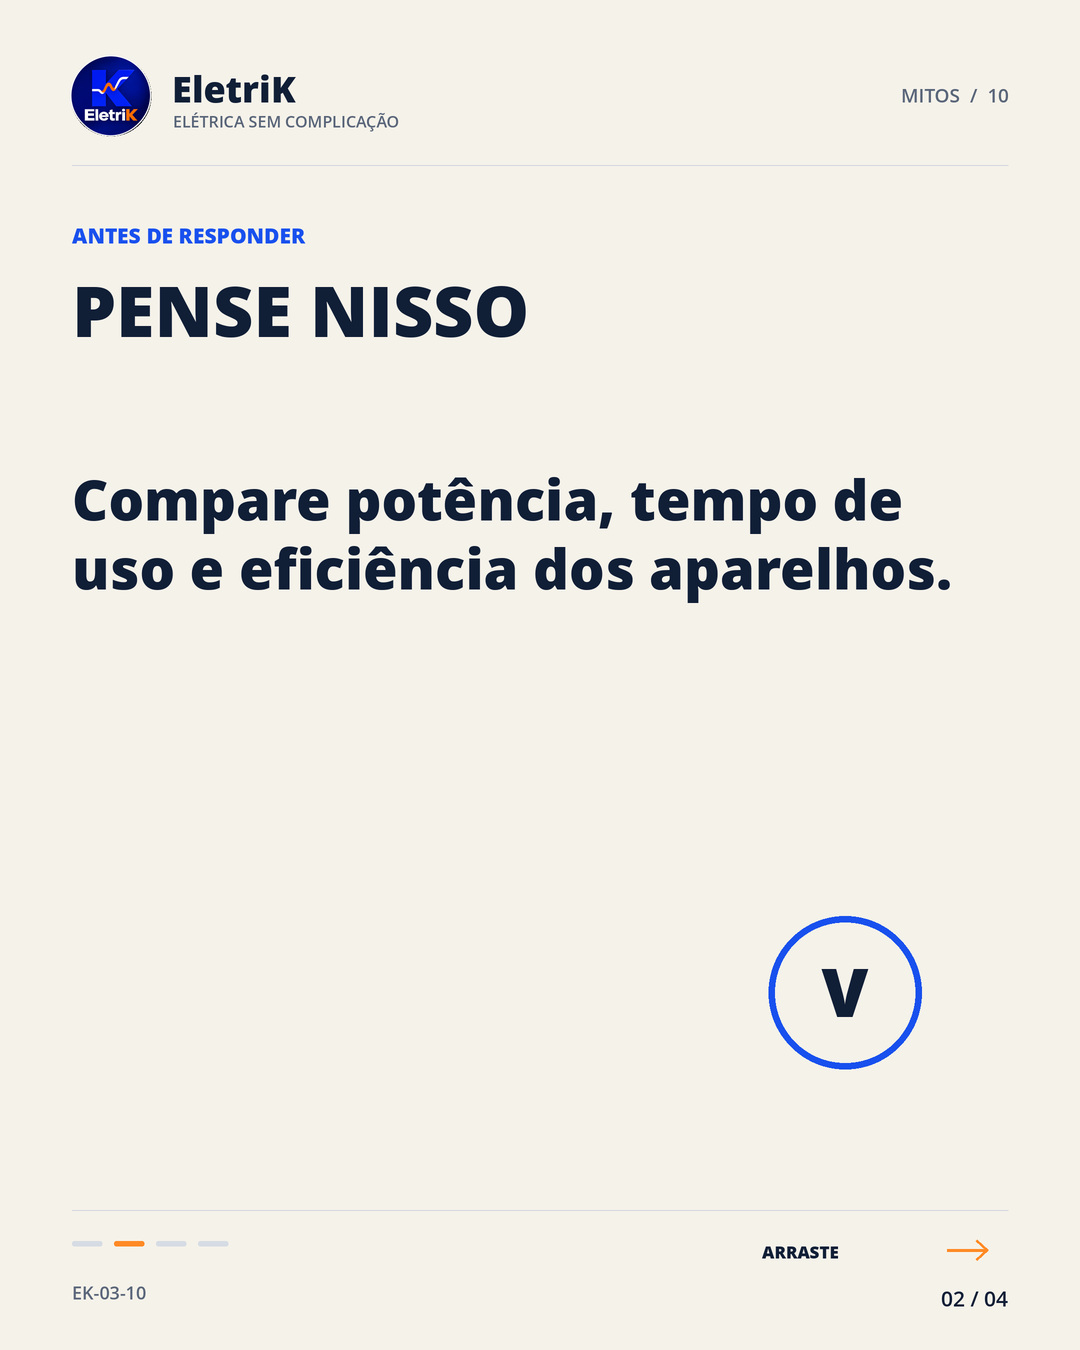 EletriK
EletriK
ELÉTRICA SEM COMPLICAÇÃO
MITOS / 10
ANTES DE RESPONDER
PENSE NISSO
Compare potência, tempo de
uso e eficiência dos aparelhos.
V
ARRASTE
EK-03-10
02 / 04